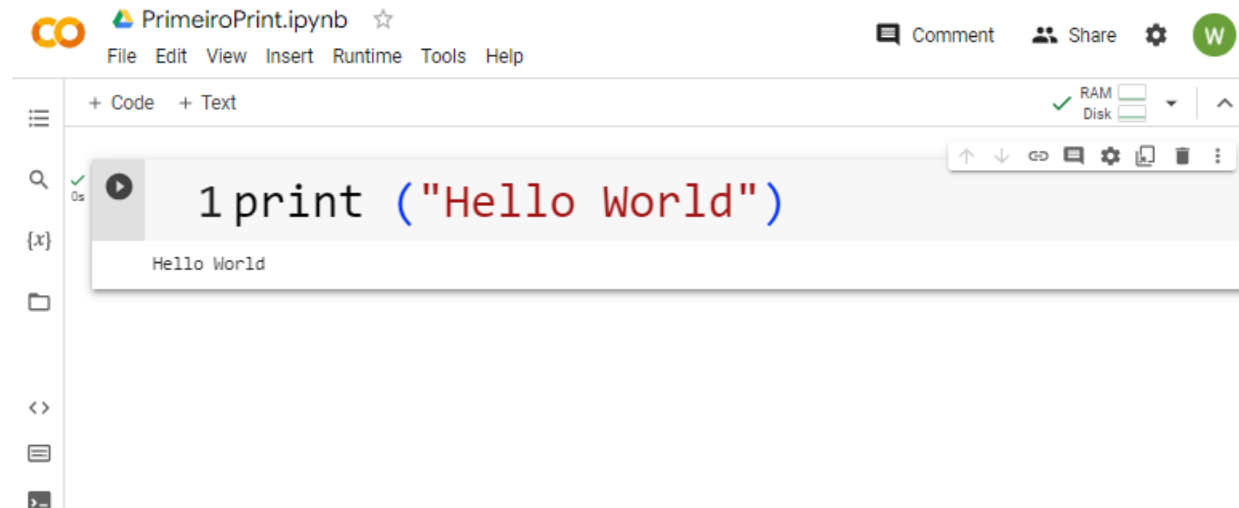 PrimeiroPrint.ipynb
Comment
Share
W
File Edit View Insert Runtime Tools Help
+ Code + Text
RAM
Disk
0s
1 print ("Hello World")
{x}
Hello World